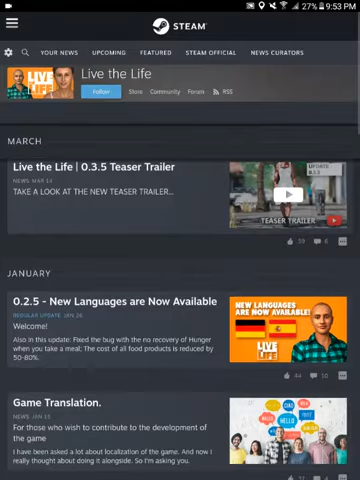 27% 9:53 PM
STEAM
YOUR NEWS UPCOMING FEATURED STEAM OFFICIAL NEWS CURATORS
LIVE
LIFE
Live the Life
Follow Store Community Forum RSS
MARCH
Live the Life | 0.3.5 Teaser Trailer
NEWS MAR 14
TAKE A LOOK AT THE NEW TEASER TRAILER...
UPDATE
0.3.5
TEASER TRAILER
39 6
JANUARY
0.2.5 - New Languages are Now Available
REGULAR UPDATE JAN 26
Welcome!
Also in this update: Fixed the bug with the no recovery of Hunger
when you take a meal; The cost of all food products is reduced by
50-80%.
NEW LANGUAGES
ARE NOW AVAILABLE!
LIVE
LIFE
44 10
Game Translation.
NEWS JAN 13
For those who wish to contribute to the development of
the game
I have been asked a lot about localization of the game. And now I
really thought about doing it alongside. So I'm asking you.
HELLO